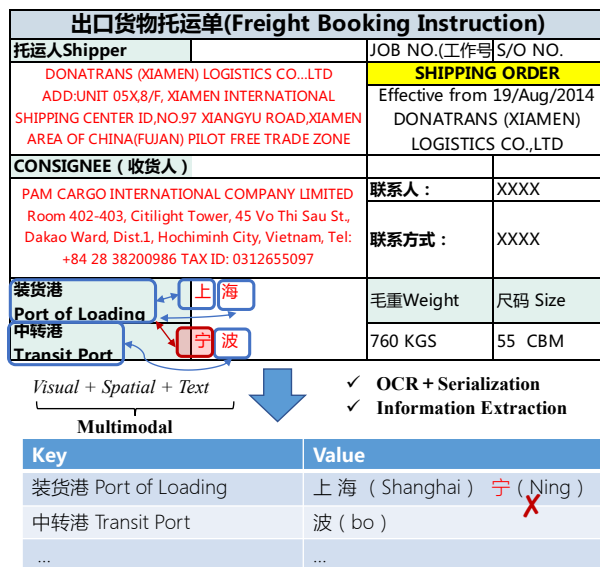 出口货物托运单(Freight Booking Instruction)
托运人Shipper
JOB NO.(工作号 S/O NO.
DONATRANS (XIAMEN) LOGISTICS CO...LTD
ADD:UNIT 05X,8/F, XIAMEN INTERNATIONAL
SHIPPING CENTER ID,NO.97 XIANGYU ROAD,XIAMEN
AREA OF CHINA(FUJAN) PILOT FREE TRADE ZONE
SHIPPING ORDER
Effective from 19/Aug/2014
DONATRANS (XIAMEN)
LOGISTICS CO.,LTD
CONSIGNEE ( 收货人 )
PAM CARGO INTERNATIONAL COMPANY LIMITED
Room 402-403, Citilight Tower, 45 Vo Thi Sau St.,
Dakao Ward, Dist.1, Hochiminh City, Vietnam, Tel:
+84 28 38200986 TAX ID: 0312655097
联系人： XXXX
联系方式： XXXX
装货港 上 海
Port of Loading
毛重Weight 尺码 Size
中转港 宁 波
Transit Port
760 KGS 55 CBM
Visual + Spatial + Text
Multimodal
✓ OCR + Serialization
✓ Information Extraction
Key Value
装货港 Port of Loading 上 海 （ Shanghai ） 宁 ( Ning )
✗
中转港 Transit Port 波 ( bo )
... ...